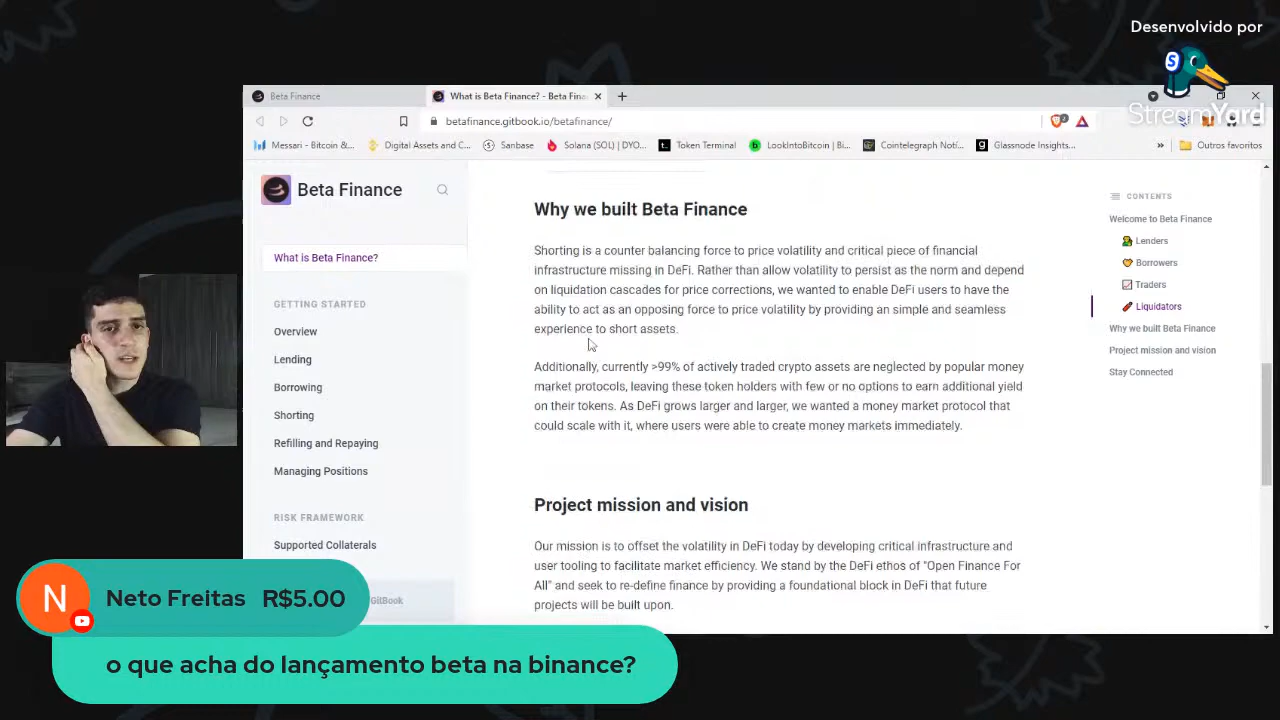 Desenvolvido por
StreamYard
Beta Finance
What is Beta Finance? - Beta Fina
betafinance.gitbook.io/betafinance/
Messari - Bitcoin &...
Digital Assets and C...
Sanbase
Solana (SOL) | DYO...
Token Terminal
LookIntoBitcoin | Bi...
Cointelegraph Notí...
Glassnode Insights...
»
Outros favoritos
Beta Finance
What is Beta Finance?
GETTING STARTED
Overview
Lending
Borrowing
Shorting
Refilling and Repaying
Managing Positions
RISK FRAMEWORK
Supported Collaterals
GitBook
Why we built Beta Finance
Shorting is a counter balancing force to price volatility and critical piece of financial
infrastructure missing in DeFi. Rather than allow volatility to persist as the norm and depend
on liquidation cascades for price corrections, we wanted to enable DeFi users to have the
ability to act as an opposing force to price volatility by providing an simple and seamless
experience to short assets.
Additionally, currently >99% of actively traded crypto assets are neglected by popular money
market protocols, leaving these token holders with few or no options to earn additional yield
on their tokens. As DeFi grows larger and larger, we wanted a money market protocol that
could scale with it, where users were able to create money markets immediately.
Project mission and vision
Our mission is to offset the volatility in DeFi today by developing critical infrastructure and
user tooling to facilitate market efficiency. We stand by the DeFi ethos of "Open Finance For
All" and seek to re-define finance by providing a foundational block in DeFi that future
projects will be built upon.
CONTENTS
Welcome to Beta Finance
Lenders
Borrowers
Traders
Liquidators
Why we built Beta Finance
Project mission and vision
Stay Connected
N
Neto Freitas R$5.00
o que acha do lançamento beta na binance?